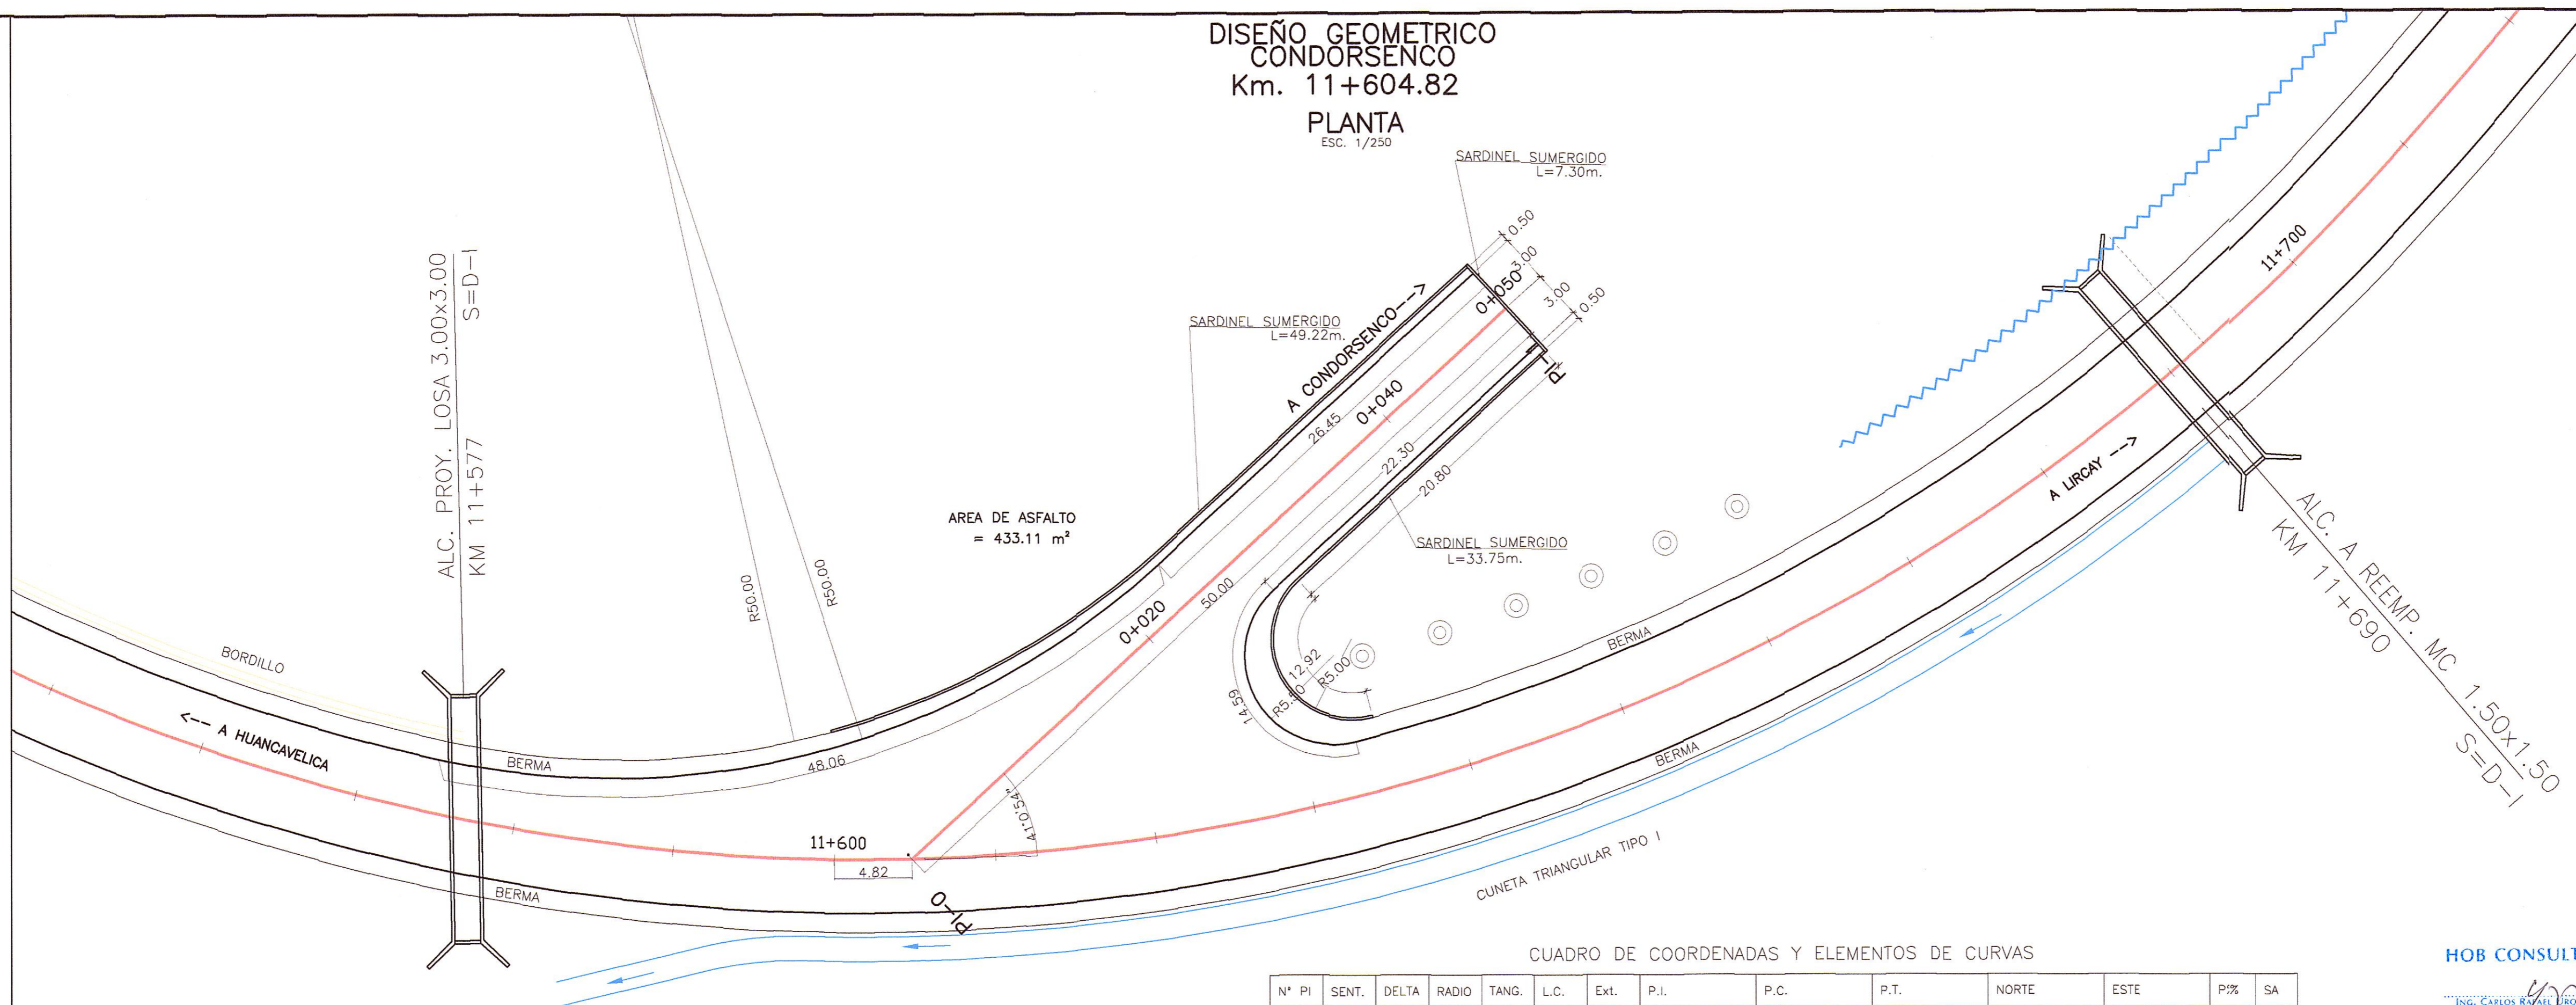 DISEÑO GEOMETRICO
CONDORSENCO
Km. 11+604.82
PLANTA
ESC. 1/250
SARDINEL SUMERGIDO
L=7.30m.
0.50
3.00
3.00
0.50
0+050
A CONDORSENCO-->
SARDINEL SUMERGIDO
L=49.22m.
PI-1
0+040
26.45
22.30
20.80
SARDINEL SUMERGIDO
L=33.75m.
ALC. PROY. LOSA 3.00x3.00
S=D-I
KM 11+577
AREA DE ASFALTO
= 433.11 m²
R50.00
R50.00
0+020
50.00
11+700
A LIRCAY -->
ALC. A REEMP. MC 1.50x1.50
KM 11+690
S=D-I
BORDILLO
<-- A HUANCAVELICA
BERMA
48.06
12.92
R5.00
14.59
BERMA
BERMA
41°0'54"
11+600
4.82
BERMA
PI-0
CUNETA TRIANGULAR TIPO I
CUADRO DE COORDENADAS Y ELEMENTOS DE CURVAS
N° PI SENT. DELTA RADIO TANG. L.C. Ext. P.I. P.C. P.T. NORTE ESTE P% SA
HOB CONSULT
ING. CARLOS RAFAEL